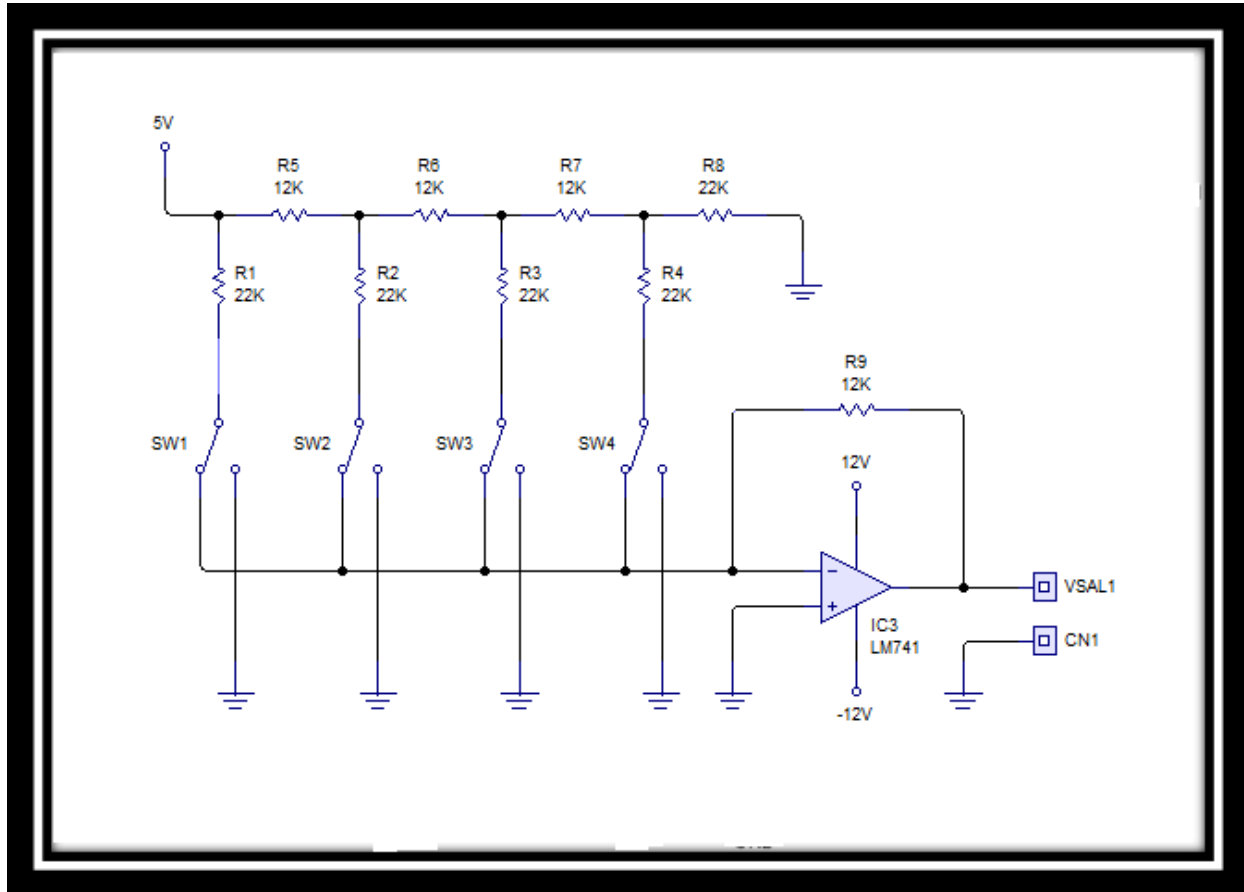 5V
R5
12K
R6
12K
R7
12K
R8
22K
R1
22K
R2
22K
R3
22K
R4
22K
R9
12K
SW1
SW2
SW3
SW4
12V
-
+
IC3
LM741
-12V
VSAL1
CN1